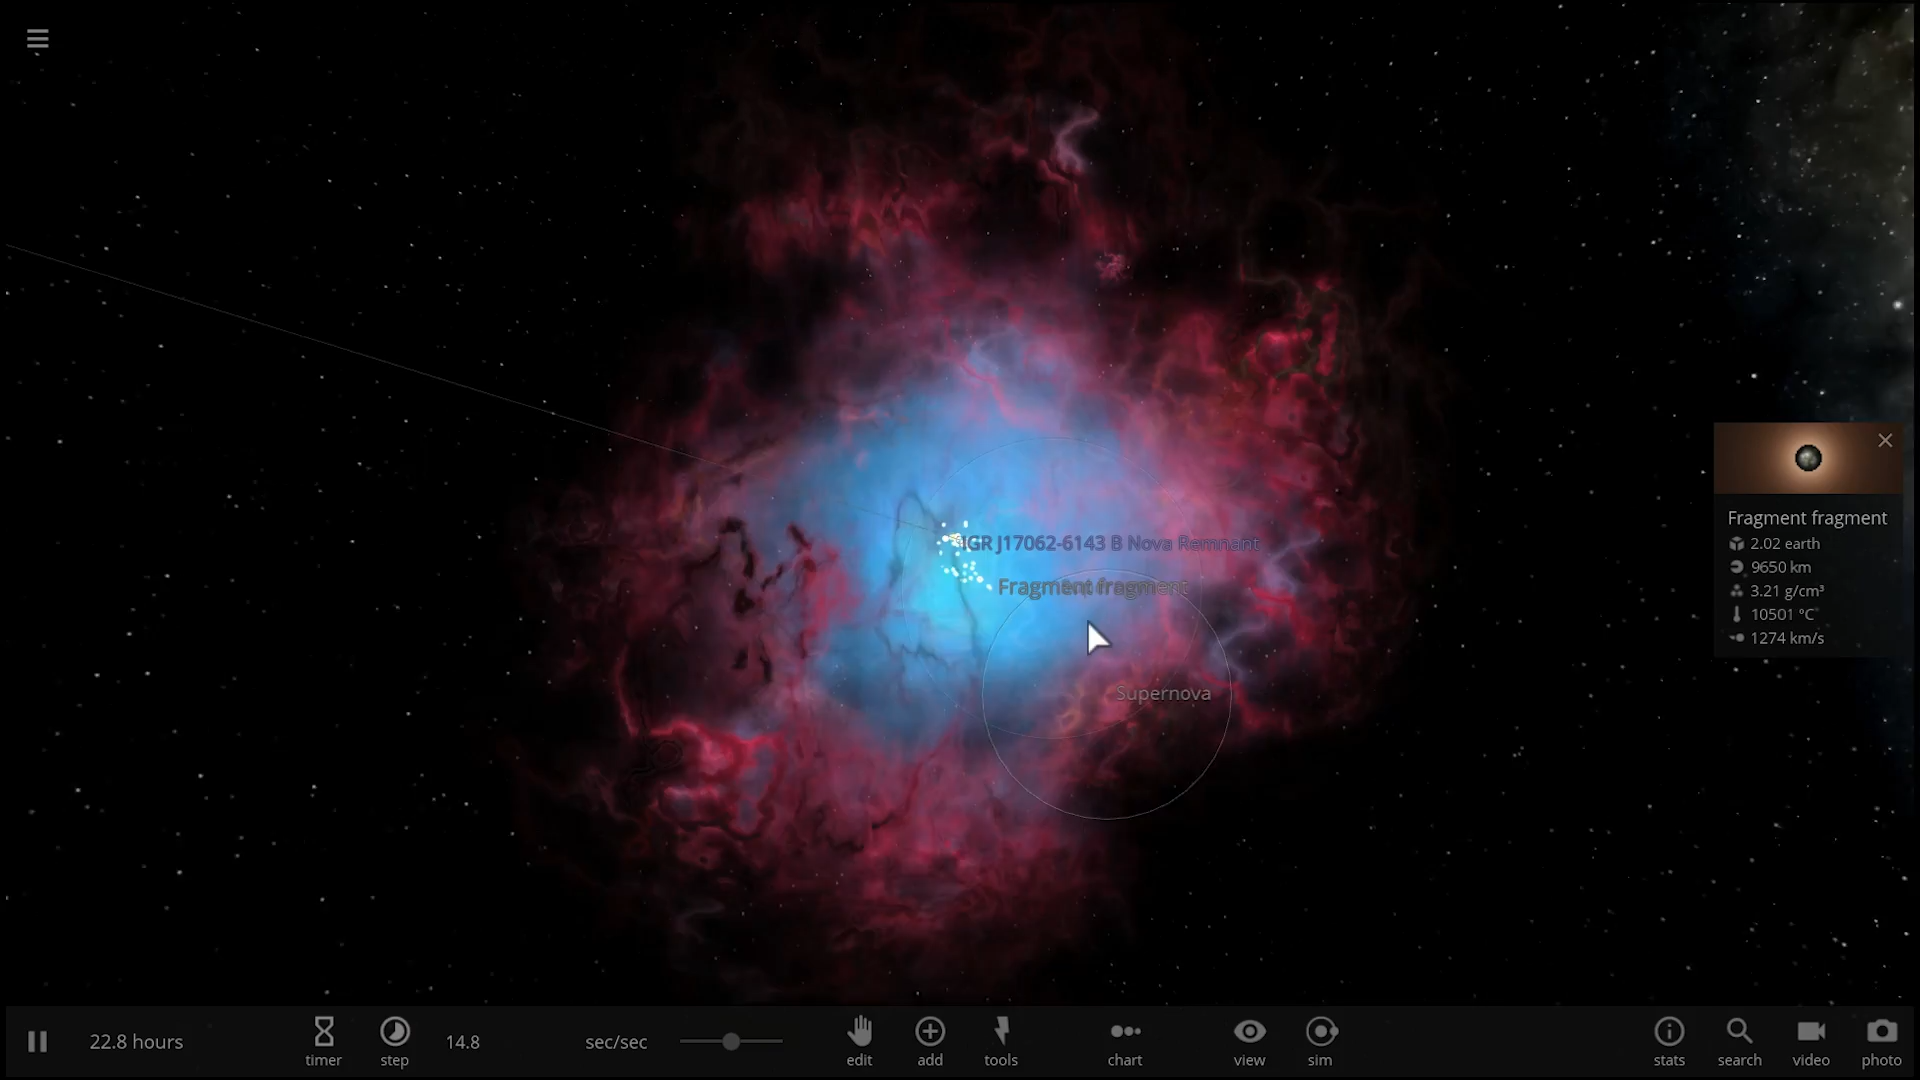 IGR J17062-6143 B Nova Remnant
Fragment fragment
Supernova
Fragment fragment
2.02 earth
9650 km
3.21 g/cm³
10501 °C
1274 km/s
22.8 hours
timer
step
14.8
sec/sec
edit
add
tools
chart
view
sim
stats
search
video
photo